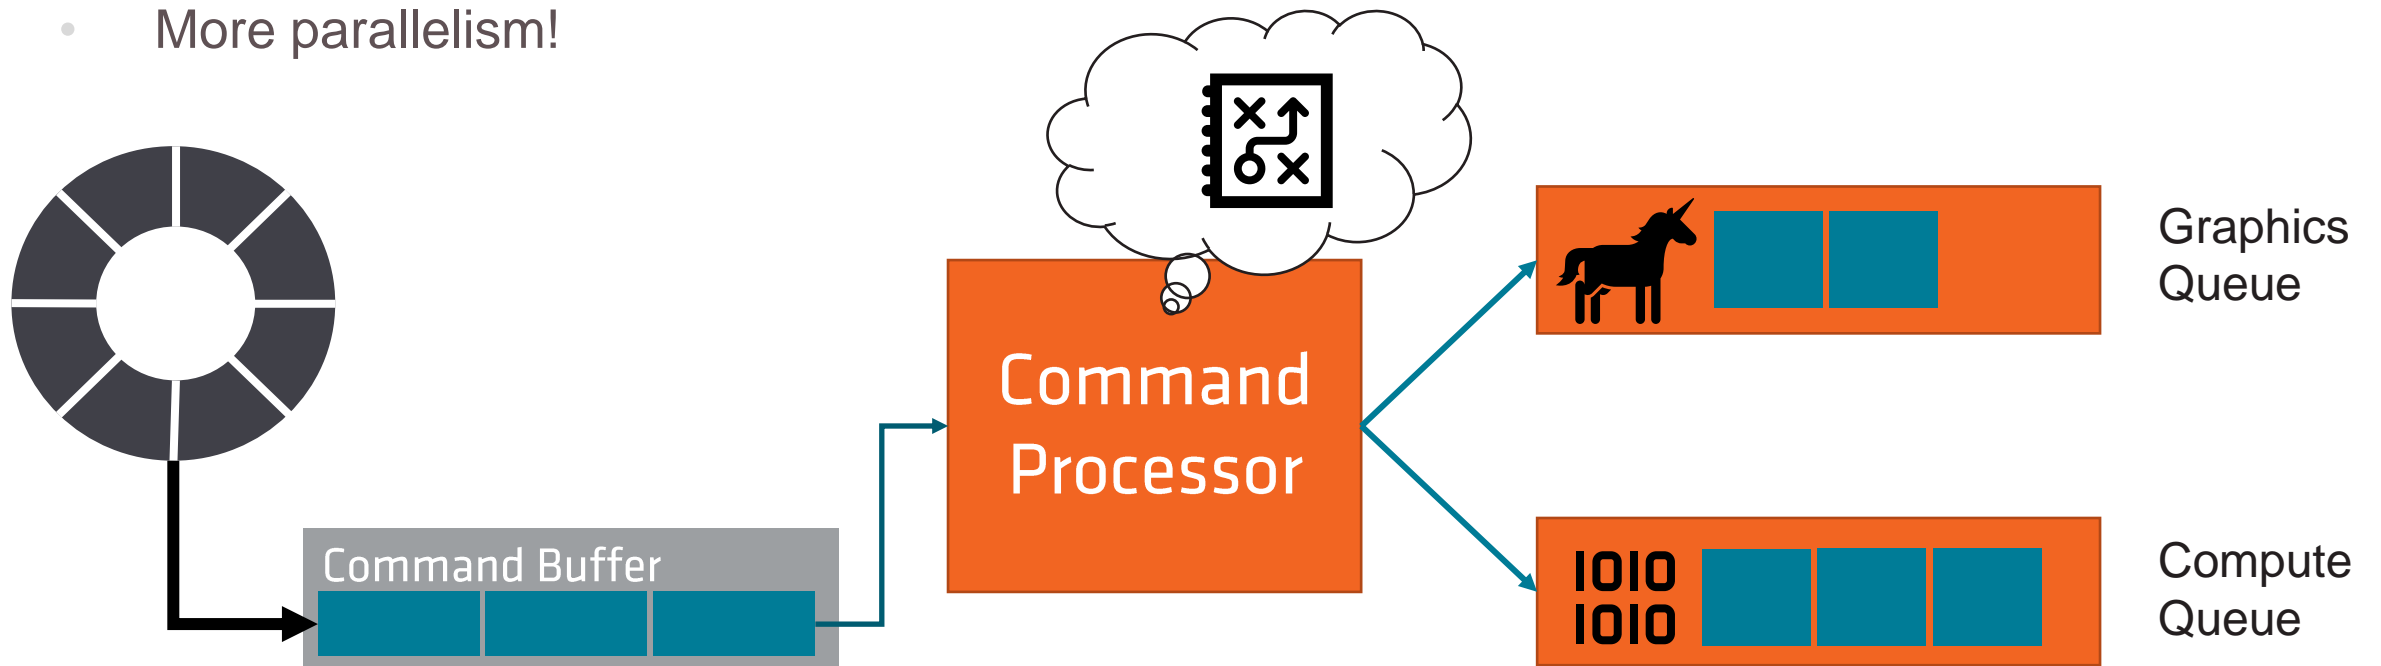 • More parallelism!
Graphics
Queue
Command
Processor
Command Buffer
1010
1010
Compute
Queue